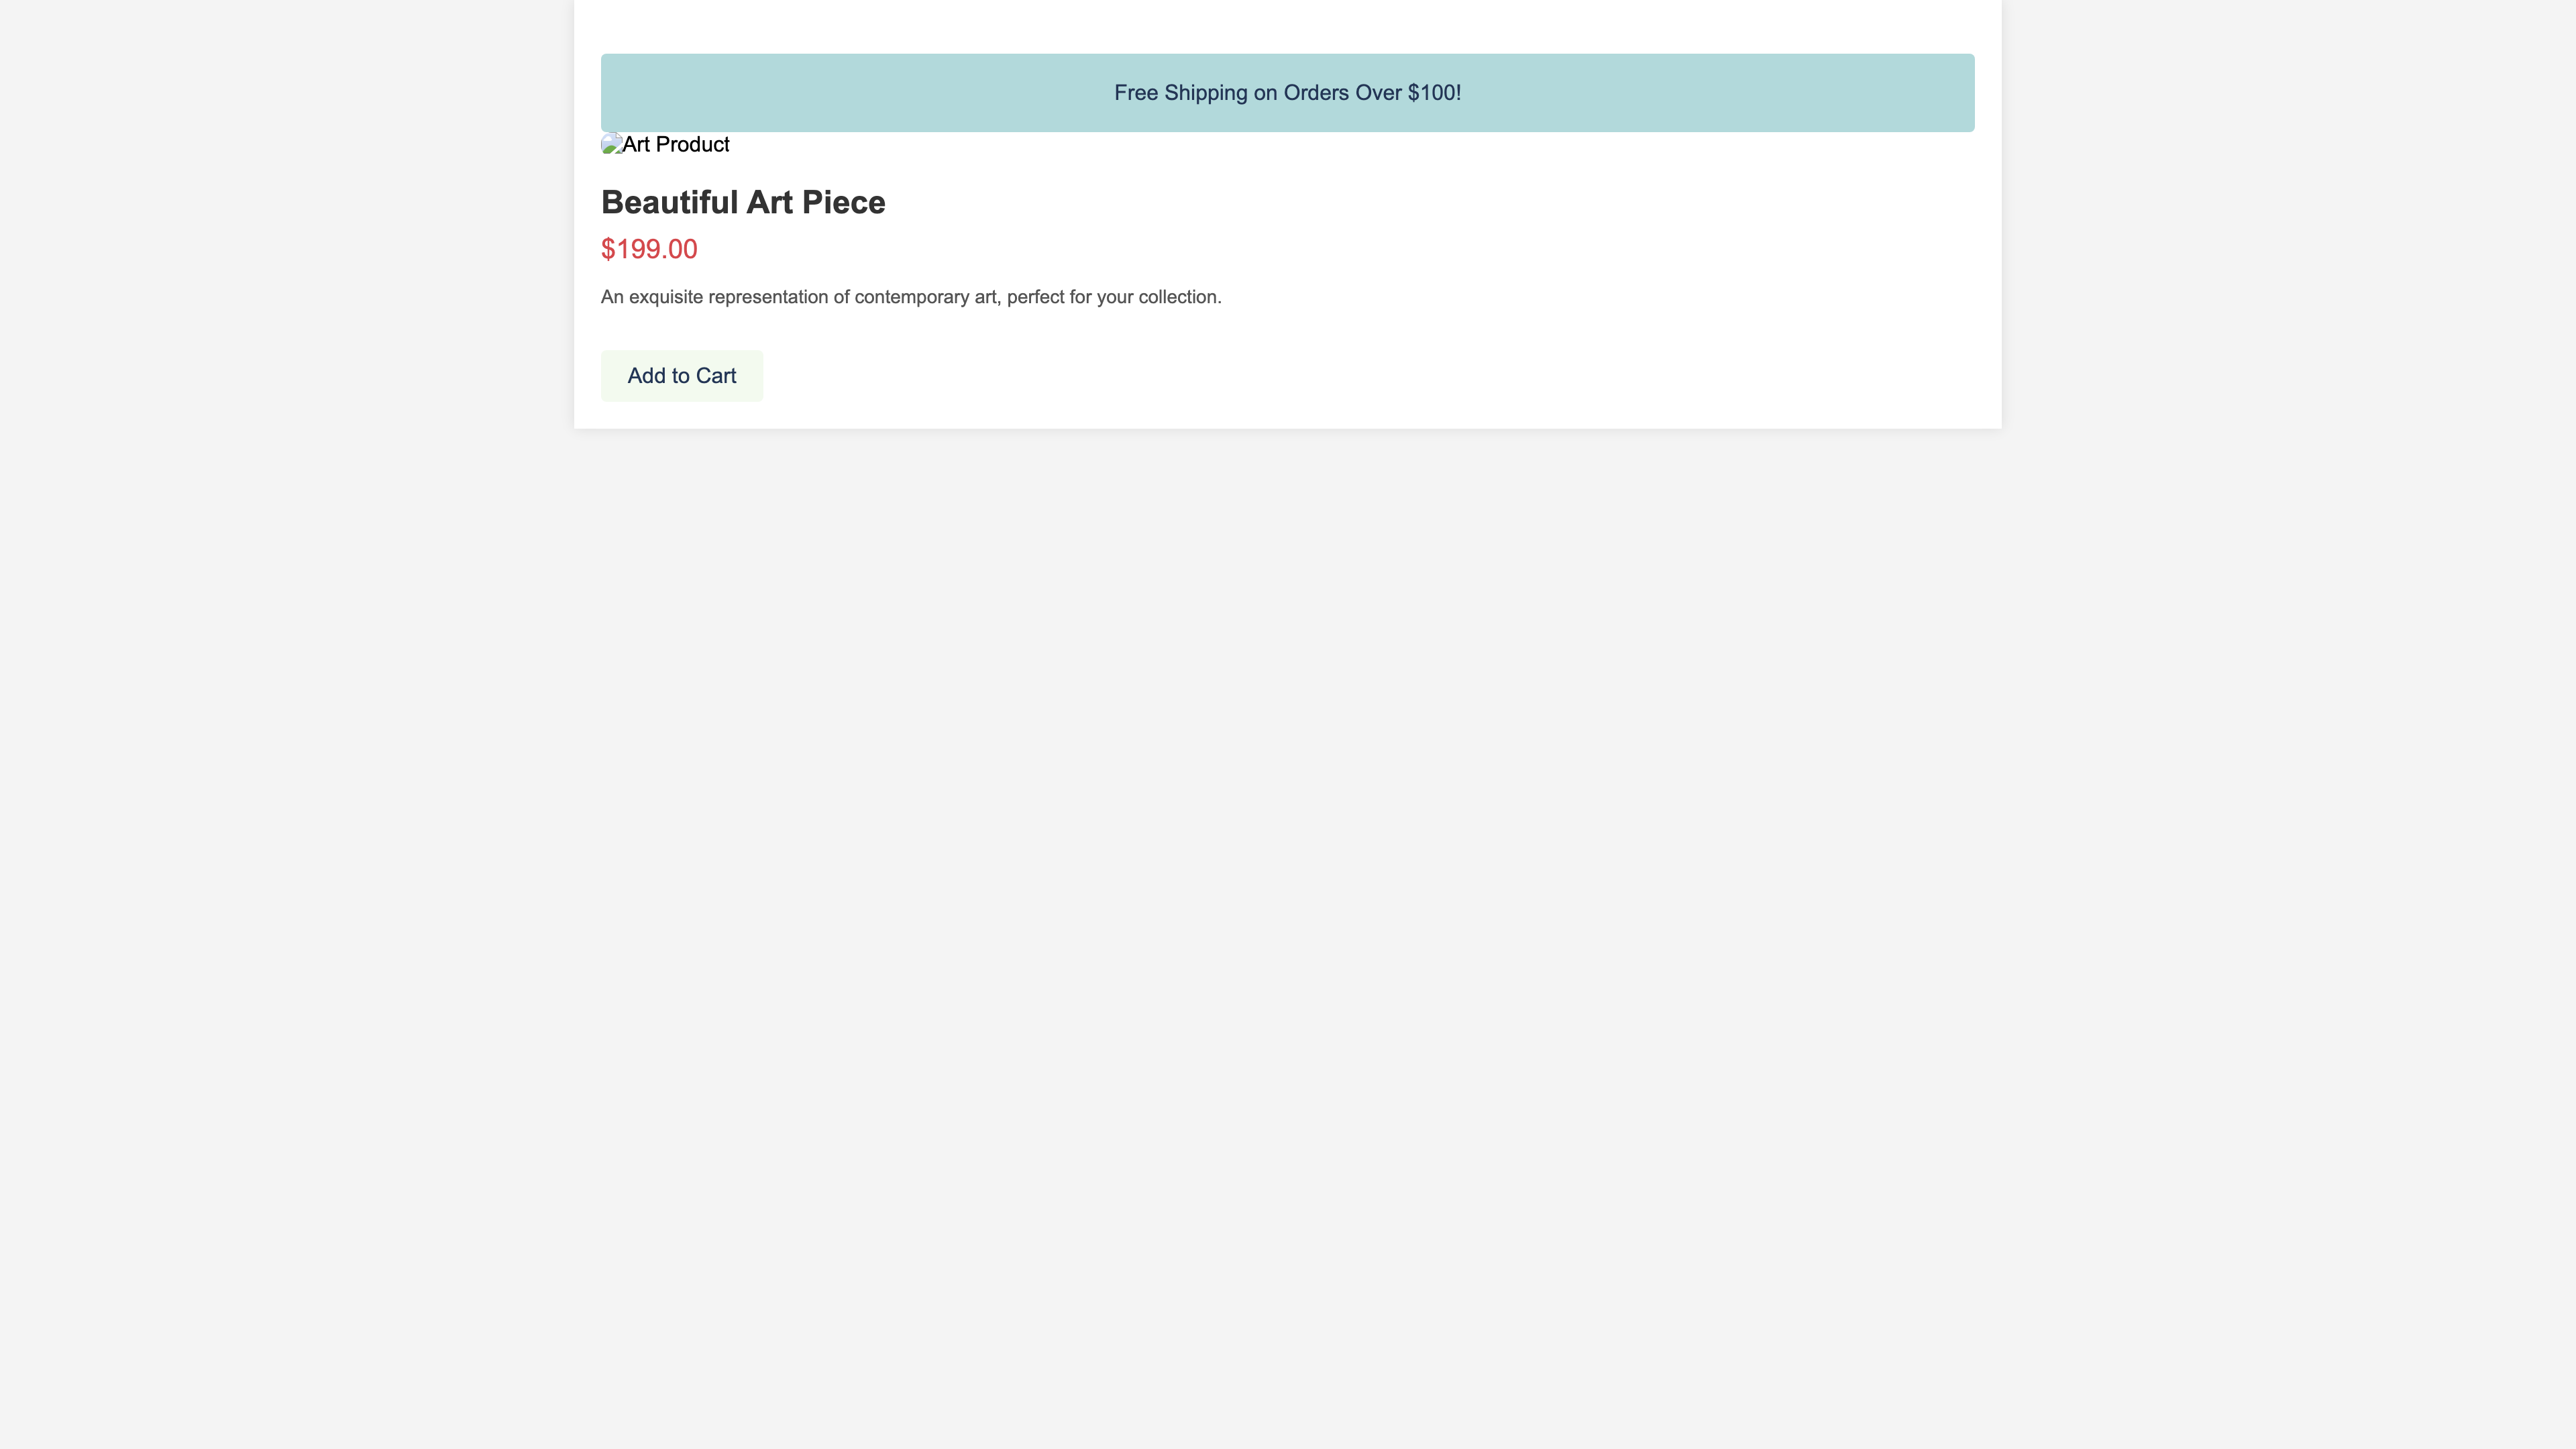 Free Shipping on Orders Over $100!
Art Product
Beautiful Art Piece
$199.00
An exquisite representation of contemporary art, perfect for your collection.
Add to Cart